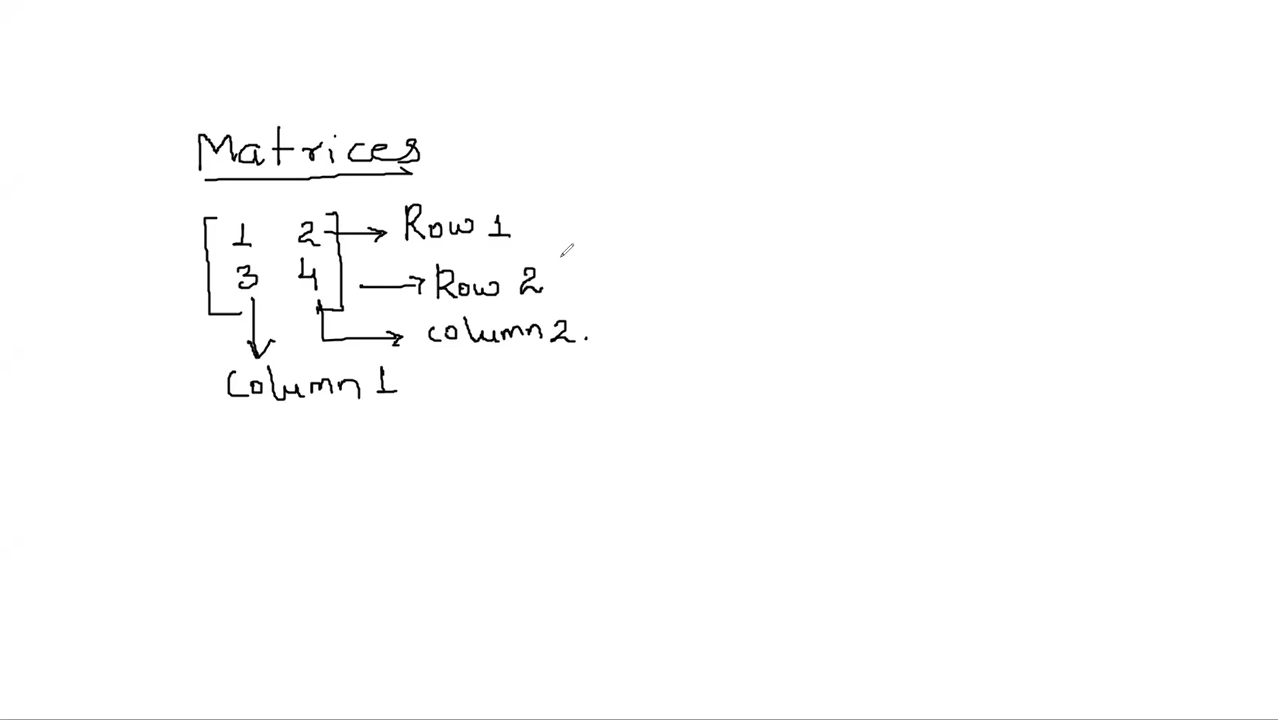 Matrices
1 2 → Row 1
3 4 → Row 2
→ column 2.
column 1